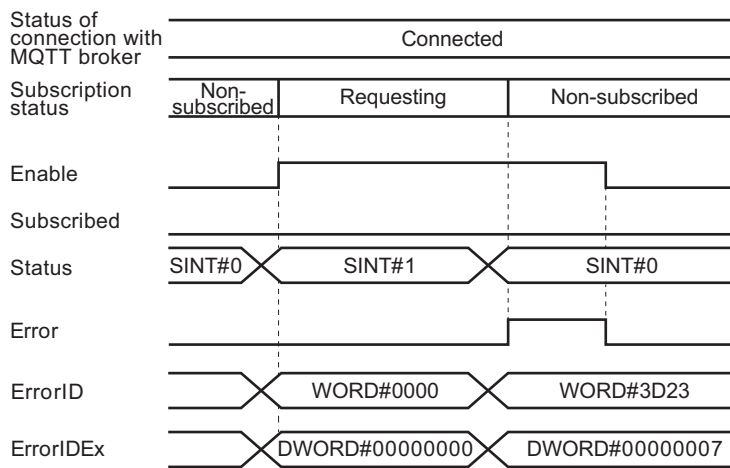 Status of
connection with
MQTT broker
Connected
Subscription
status
Non-
subscribed
Requesting
Non-subscribed
Enable
Subscribed
Status
SINT#0
SINT#1
SINT#0
Error
ErrorID
WORD#0000
WORD#3D23
ErrorIDEx
DWORD#00000000
DWORD#00000007